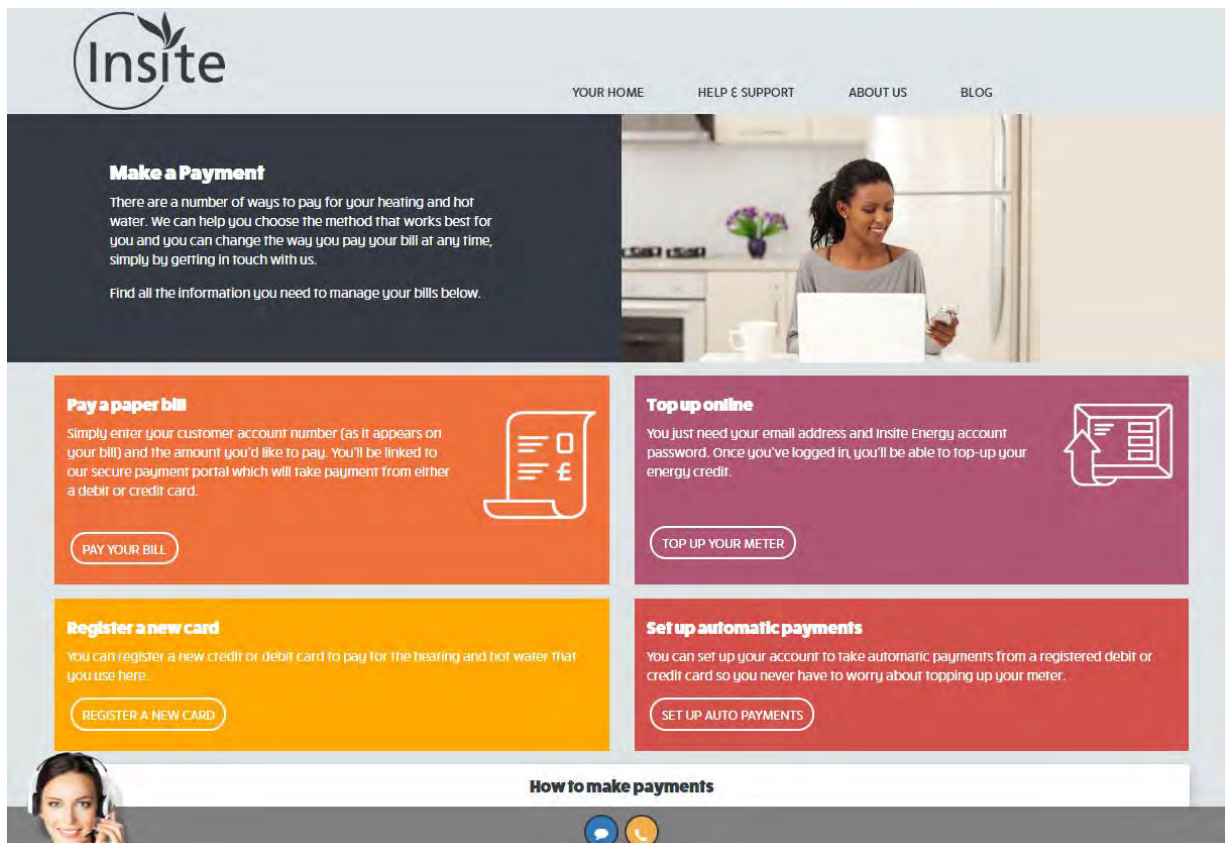 Insite
YOUR HOME HELP & SUPPORT ABOUT US BLOG
Make a Payment
There are a number of ways to pay for your heating and hot
water. We can help you choose the method that works best for
you and you can change the way you pay your bill at any time,
simply by getting in touch with us.
Find all the information you need to manage your bills below.
Pay a paper bill
Simply enter your customer account number (as it appears on
your bill) and the amount you'd like to pay. You'll be linked to
our secure payment portal which will take payment from either
a debit or credit card.
£
PAY YOUR BILL
Top up online
You just need your email address and Insite Energy account
password. Once you've logged in, you'll be able to top-up your
energy credit.
TOP UP YOUR METER
Register a new card
You can register a new credit or debit card to pay for the heating and hot water that
you use here.
REGISTER A NEW CARD
Set up automatic payments
You can set up your account to take automatic payments from a registered debit or
credit card so you never have to worry about topping up your meter.
SET UP AUTO PAYMENTS
How to make payments